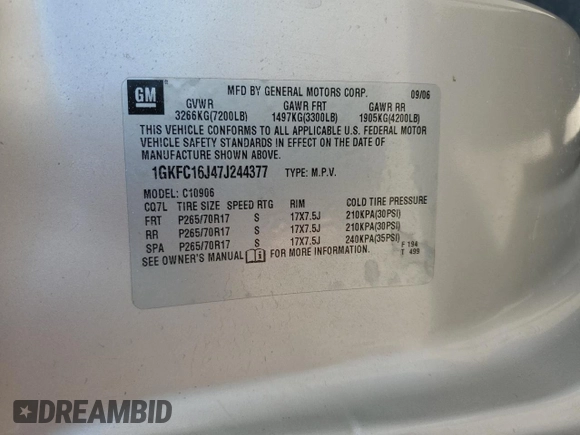 GM
MFD BY GENERAL MOTORS CORP. 09/06
GVWR GAWR FRT GAWR RR
3266KG(7200LB) 1497KG(3300LB) 1905KG(4200LB)
THIS VEHICLE CONFORMS TO ALL APPLICABLE U.S. FEDERAL MOTOR
VEHICLE SAFETY STANDARDS IN EFFECT ON THE DATE OF
MANUFACTURE SHOWN ABOVE.
1GKFC16J47J244377 TYPE: M.P.V.
MODEL: C10906
CQ7L TIRE SIZE SPEED RTG RIM COLD TIRE PRESSURE
FRT P265/70R17 S 17X7.5J 210KPA(30PSI)
RR P265/70R17 S 17X7.5J 210KPA(30PSI)
SPA P265/70R17 S 17X7.5J 240KPA(35PSI)
SEE OWNER'S MANUAL FOR MORE INFORMATION.
F 194
T 499
DREAMBID